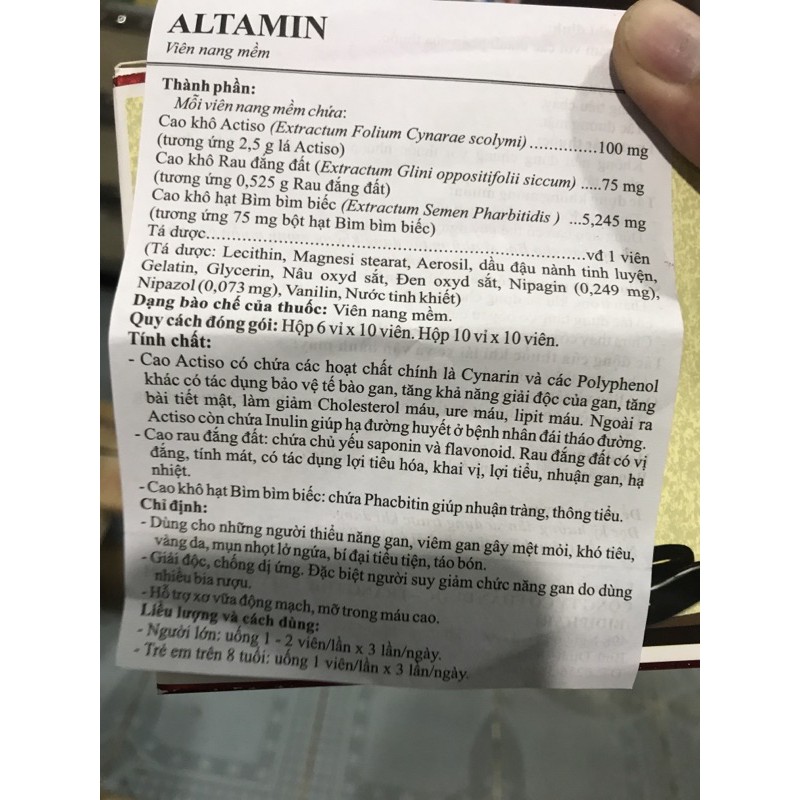 ALTAMIN
Viên nang mềm
Thành phần:
Mỗi viên nang mềm chứa:
Cao khô Actiso (Extractum Folium Cynarae scolymi) ..............100 mg
(tương ứng 2,5 g lá Actiso)
Cao khô Rau đắng đất (Extractum Glini oppositifolii siccum) .....75 mg
(tương ứng 0,525 g Rau đắng đất)
Cao khô hạt Bìm bìm biếc (Extractum Semen Pharbitidis ) ...5,245 mg
(tương ứng 75 mg bột hạt Bìm bìm biếc)
Tá dược.....................................................................vđ 1 viên
(Tá dược: Lecithin, Magnesi stearat, Aerosil, dầu đậu nành tinh luyện,
Gelatin, Glycerin, Nâu oxyd sắt, Đen oxyd sắt, Nipagin (0,249 mg),
Nipazol (0,073 mg), Vanilin, Nước tinh khiết)
Dạng bào chế của thuốc: Viên nang mềm.
Quy cách đóng gói: Hộp 6 vỉ x 10 viên. Hộp 10 vỉ x 10 viên.
Tính chất:
- Cao Actiso có chứa các hoạt chất chính là Cynarin và các Polyphenol
khác có tác dụng bảo vệ tế bào gan, tăng khả năng giải độc của gan, tăng
bài tiết mật, làm giảm Cholesterol máu, ure máu, lipit máu. Ngoài ra
Actiso còn chứa Inulin giúp hạ đường huyết ở bệnh nhân đái tháo đường.
- Cao rau đắng đất: chứa chủ yếu saponin và flavonoid. Rau đắng đất có vị
đắng, tính mát, có tác dụng lợi tiêu hóa, khai vị, lợi tiểu, nhuận gan, hạ
nhiệt.
- Cao khô hạt Bìm bìm biếc: chứa Phacbitin giúp nhuận tràng, thông tiểu.
Chỉ định:
- Dùng cho những người thiểu năng gan, viêm gan gây mệt mỏi, khó tiêu,
vàng da, mụn nhọt lở ngứa, bí đại tiểu tiện, táo bón.
- Giải độc, chống dị ứng. Đặc biệt người suy giảm chức năng gan do dùng
nhiều bia rượu.
- Hỗ trợ xơ vữa động mạch, mỡ trong máu cao.
Liều lượng và cách dùng:
- Người lớn: uống 1 - 2 viên/lần x 3 lần/ngày.
- Trẻ em trên 8 tuổi: uống 1 viên/lần x 3 lần/ngày.